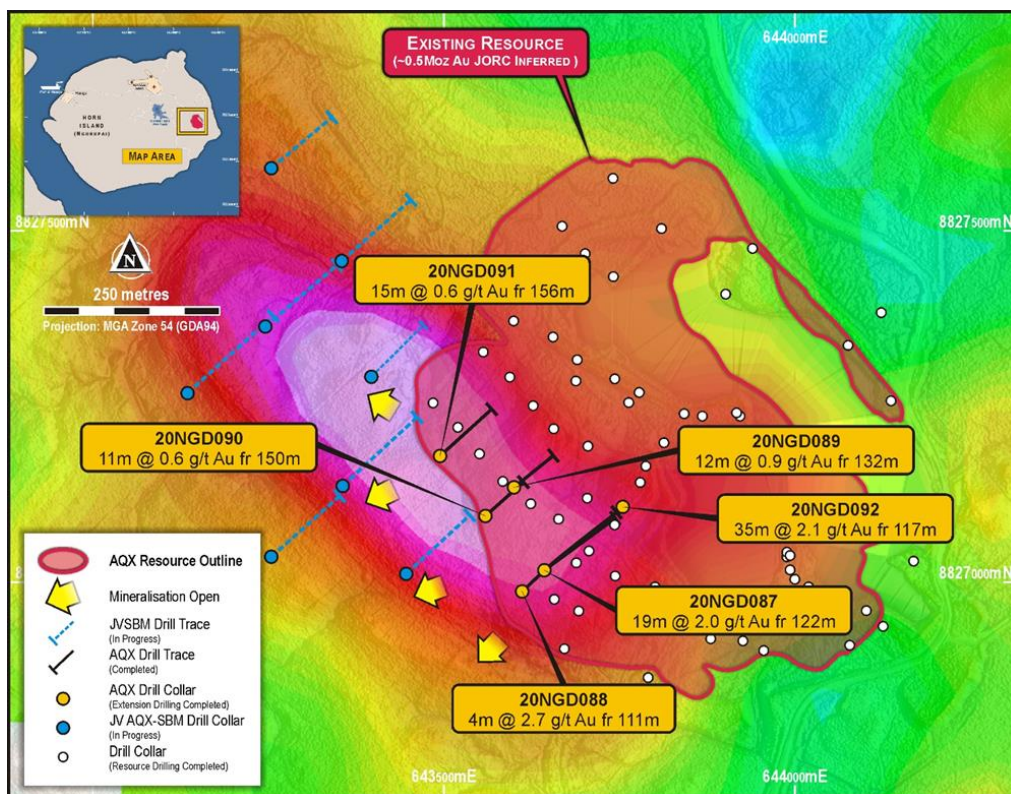 EXISTING RESOURCE
(~0.5MOZ AU JORC INFERRED )
644000mE
HORN
ISLAND
MAP AREA
8827500mN
8827500mN
N
250 metres
Projection: MGA Zone 54 (GDA94)
20NGD091
15m @ 0.6 g/t Au fr 156m
20NGD090
11m @ 0.6 g/t Au fr 150m
20NGD089
12m @ 0.9 g/t Au fr 132m
20NGD092
35m @ 2.1 g/t Au fr 117m
20NGD087
19m @ 2.0 g/t Au fr 122m
20NGD088
4m @ 2.7 g/t Au fr 111m
8827000mN
AQX Resource Outline
Mineralisation Open
JVSBM Drill Trace
(In Progress)
AQX Drill Trace
(Completed)
AQX Drill Collar
(Extension Drilling Completed)
JV AQX-SBM Drill Collar
(In Progress)
Drill Collar
(Resource Drilling Completed)
643500mE
644000mE